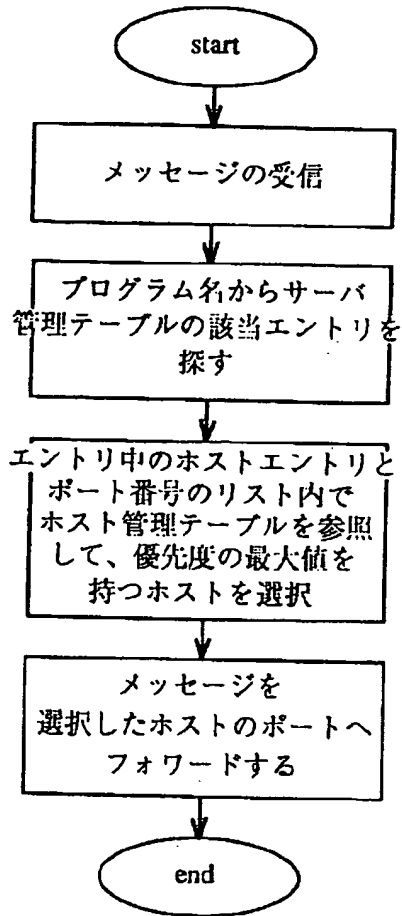 start
メッセージの受信
プログラム名からサーバ
管理テーブルの該当エントリを
探す
エントリ中のホストエントリと
ポート番号のリスト内で
ホスト管理テーブルを参照
して、優先度の最大値を
持つホストを選択
メッセージを
選択したホストのポートへ
フォワードする
end